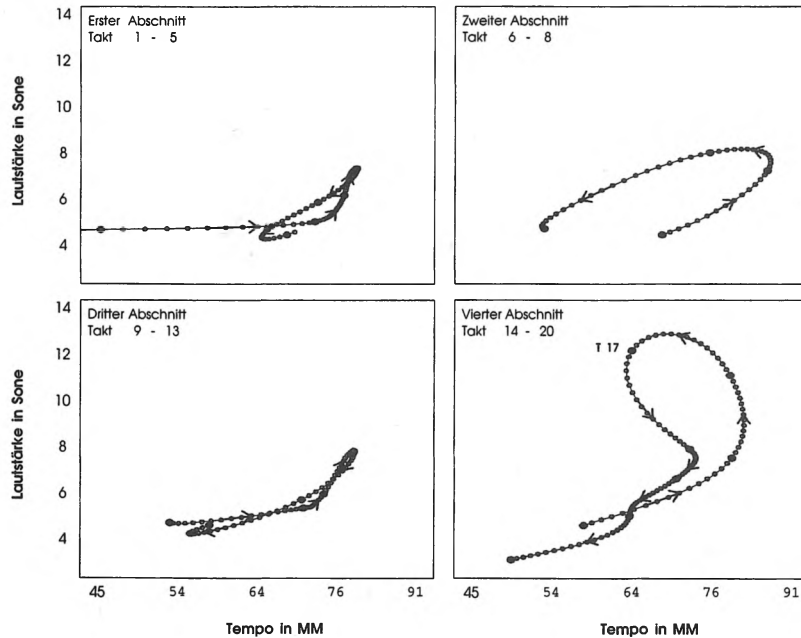 Erster Abschnitt
Takt 1 - 5
Zweiter Abschnitt
Takt 6 - 8
14
12
10
8
6
4
Lautstärke in Sone
Dritter Abschnitt
Takt 9 - 13
Vierter Abschnitt
Takt 14 - 20
T 17
14
12
10
8
6
4
Lautstärke in Sone
45 54 64 76 91
45 54 64 76 91
Tempo in MM
Tempo in MM